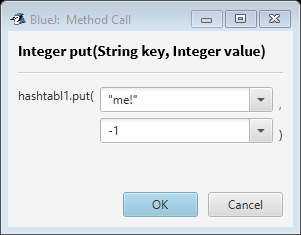 BlueJ: Method Call
Integer put(String key, Integer value)
hashtabl1.put( "me!" ,
-1 )
OK Cancel